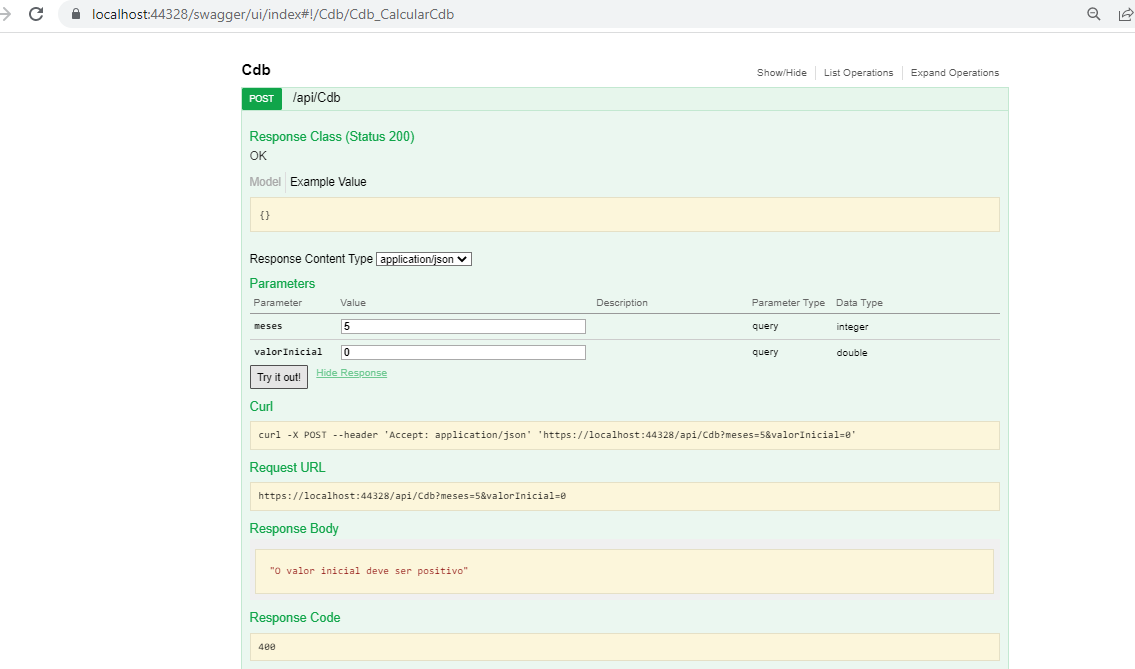 localhost:44328/swagger/ui/index#!/Cdb/Cdb_CalcularCdb
Cdb
Show/Hide List Operations Expand Operations
POST /api/Cdb
Response Class (Status 200)
OK
Model Example Value
{}
Response Content Type application/json
Parameters
Parameter Value Description Parameter Type Data Type
meses 5 query integer
valorInicial 0 query double
Try it out! Hide Response
Curl
curl -X POST --header 'Accept: application/json' 'https://localhost:44328/api/Cdb?meses=5&valorInicial=0'
Request URL
https://localhost:44328/api/Cdb?meses=5&valorInicial=0
Response Body
"O valor inicial deve ser positivo"
Response Code
400